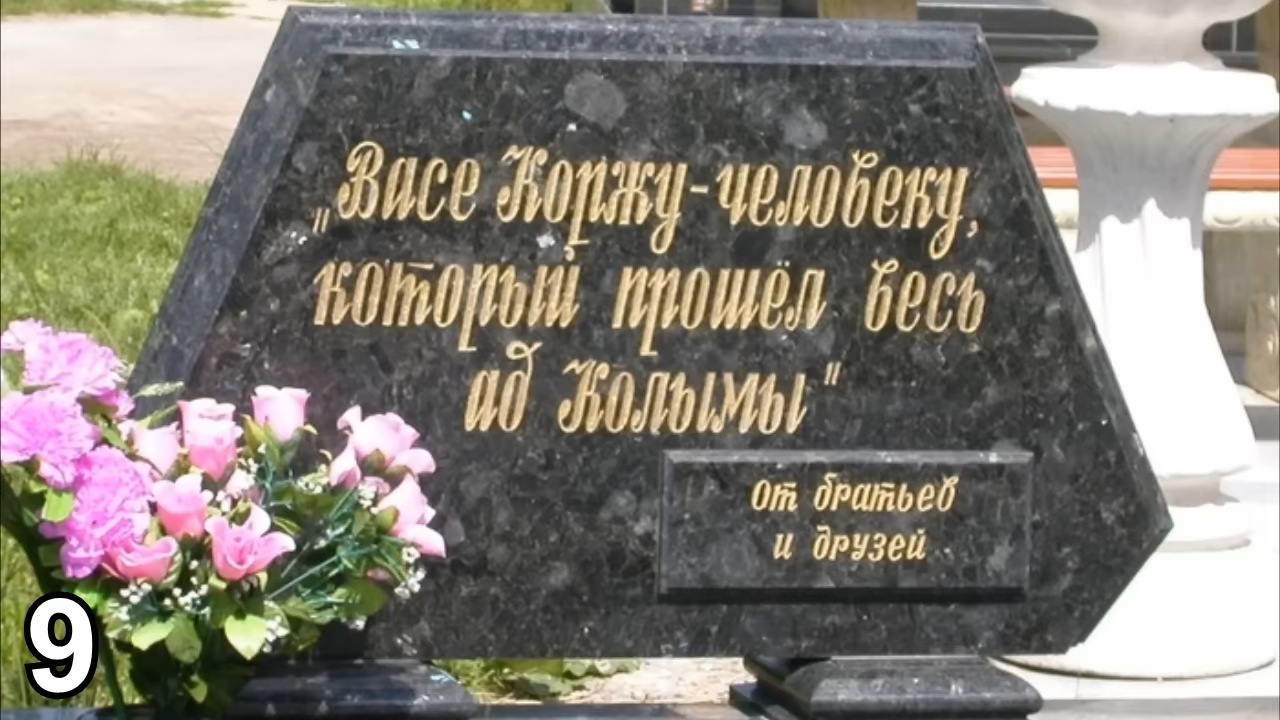 „Васе Коржу-человеку,
который прошёл весь
ад Колымы"
от братьев
и друзей
9